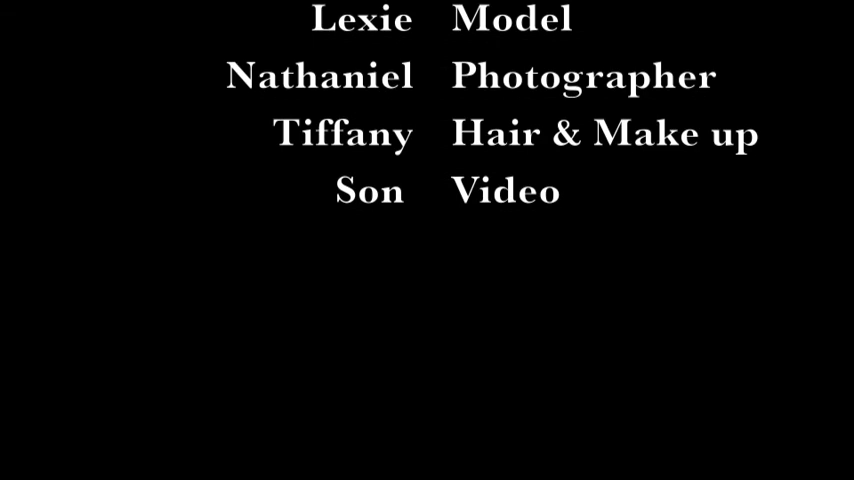 Lexie Model
Nathaniel Photographer
Tiffany Hair & Make up
Son Video